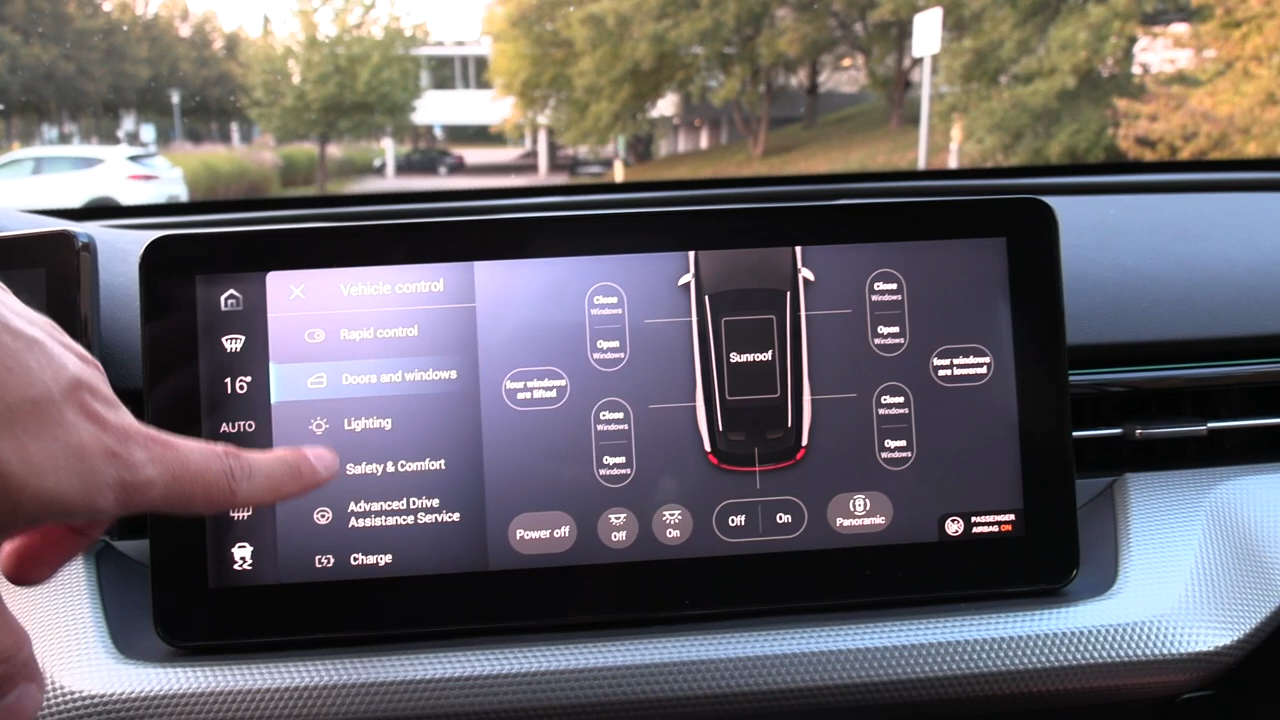 16°
AUTO
Vehicle control
Rapid control
Doors and windows
Lighting
Safety & Comfort
Advanced Drive
Assistance Service
Charge
Close
Windows
Open
Windows
four windows
are lifted
Close
Windows
Open
Windows
Sunroof
Close
Windows
Open
Windows
four windows
are lowered
Close
Windows
Open
Windows
Power off
Off
On
Off
On
Panoramic
PASSENGER
AIRBAG ON